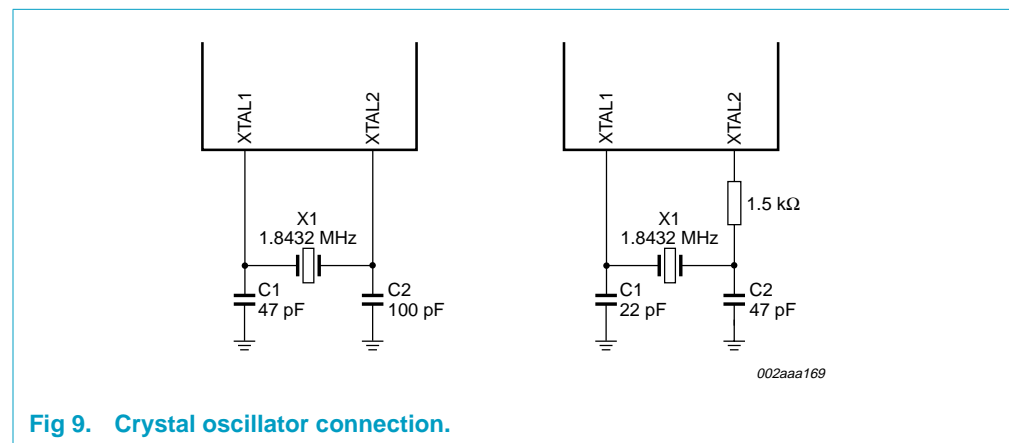 XTAL1
XTAL2
X1
1.8432 MHz
C1
47 pF
C2
100 pF
XTAL1
XTAL2
1.5 kΩ
X1
1.8432 MHz
C1
22 pF
C2
47 pF
002aaa169
Fig 9. Crystal oscillator connection.